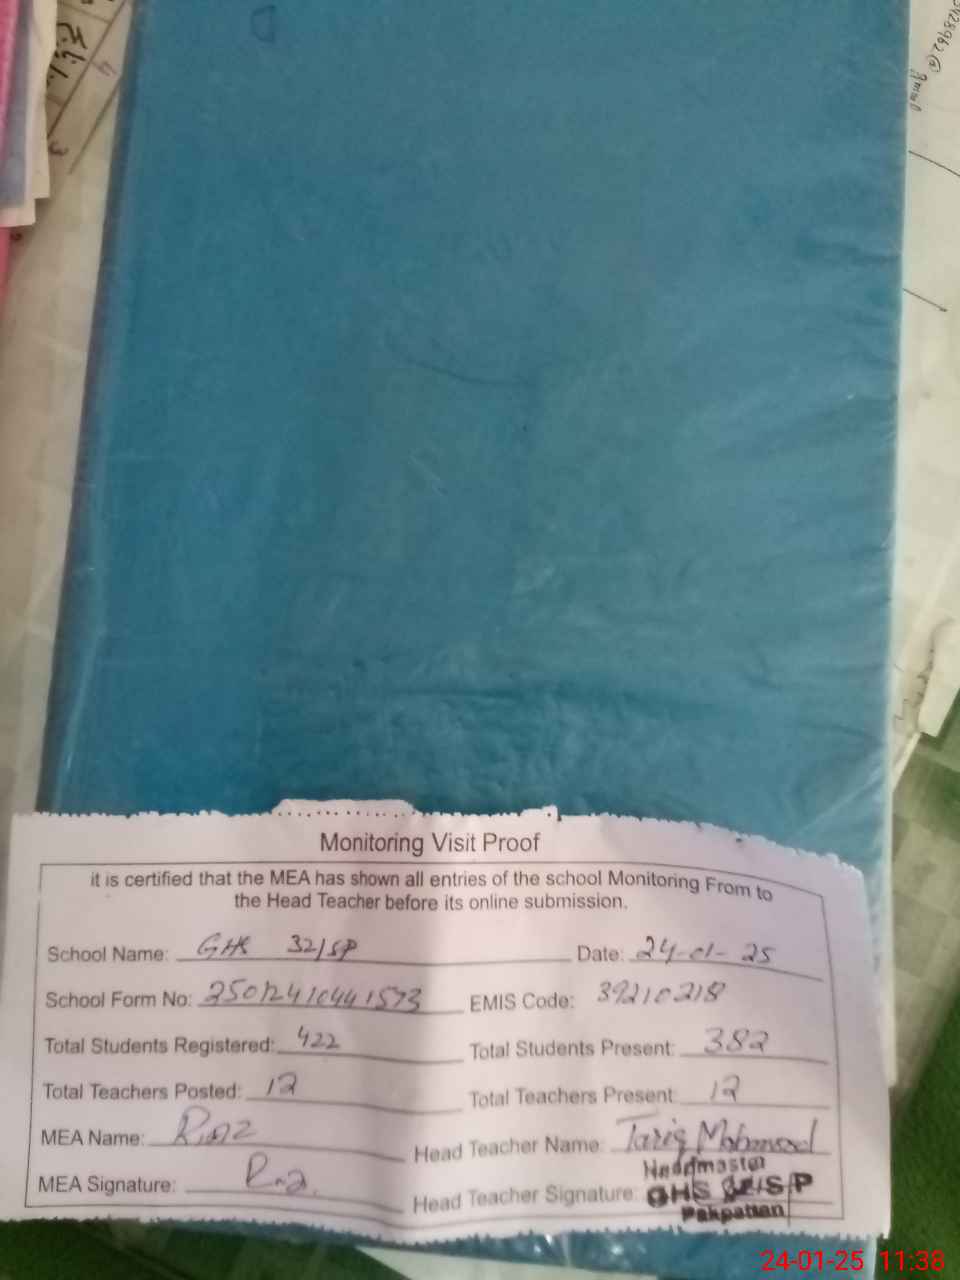 Monitoring Visit Proof
it is certified that the MEA has shown all entries of the school Monitoring From to
the Head Teacher before its online submission.
School Name: GHS 32/SP Date: 24-01-25
School Form No: 25012410441573 EMIS Code: 39210218
Total Students Registered: 422 Total Students Present: 382
Total Teachers Posted: 12 Total Teachers Present: 12
MEA Name: Riaz Head Teacher Name: Tariq Mahmood
MEA Signature: Head Teacher Signature:
Headmaster
GHS SP
Pakpattan
24-01-25 11:38